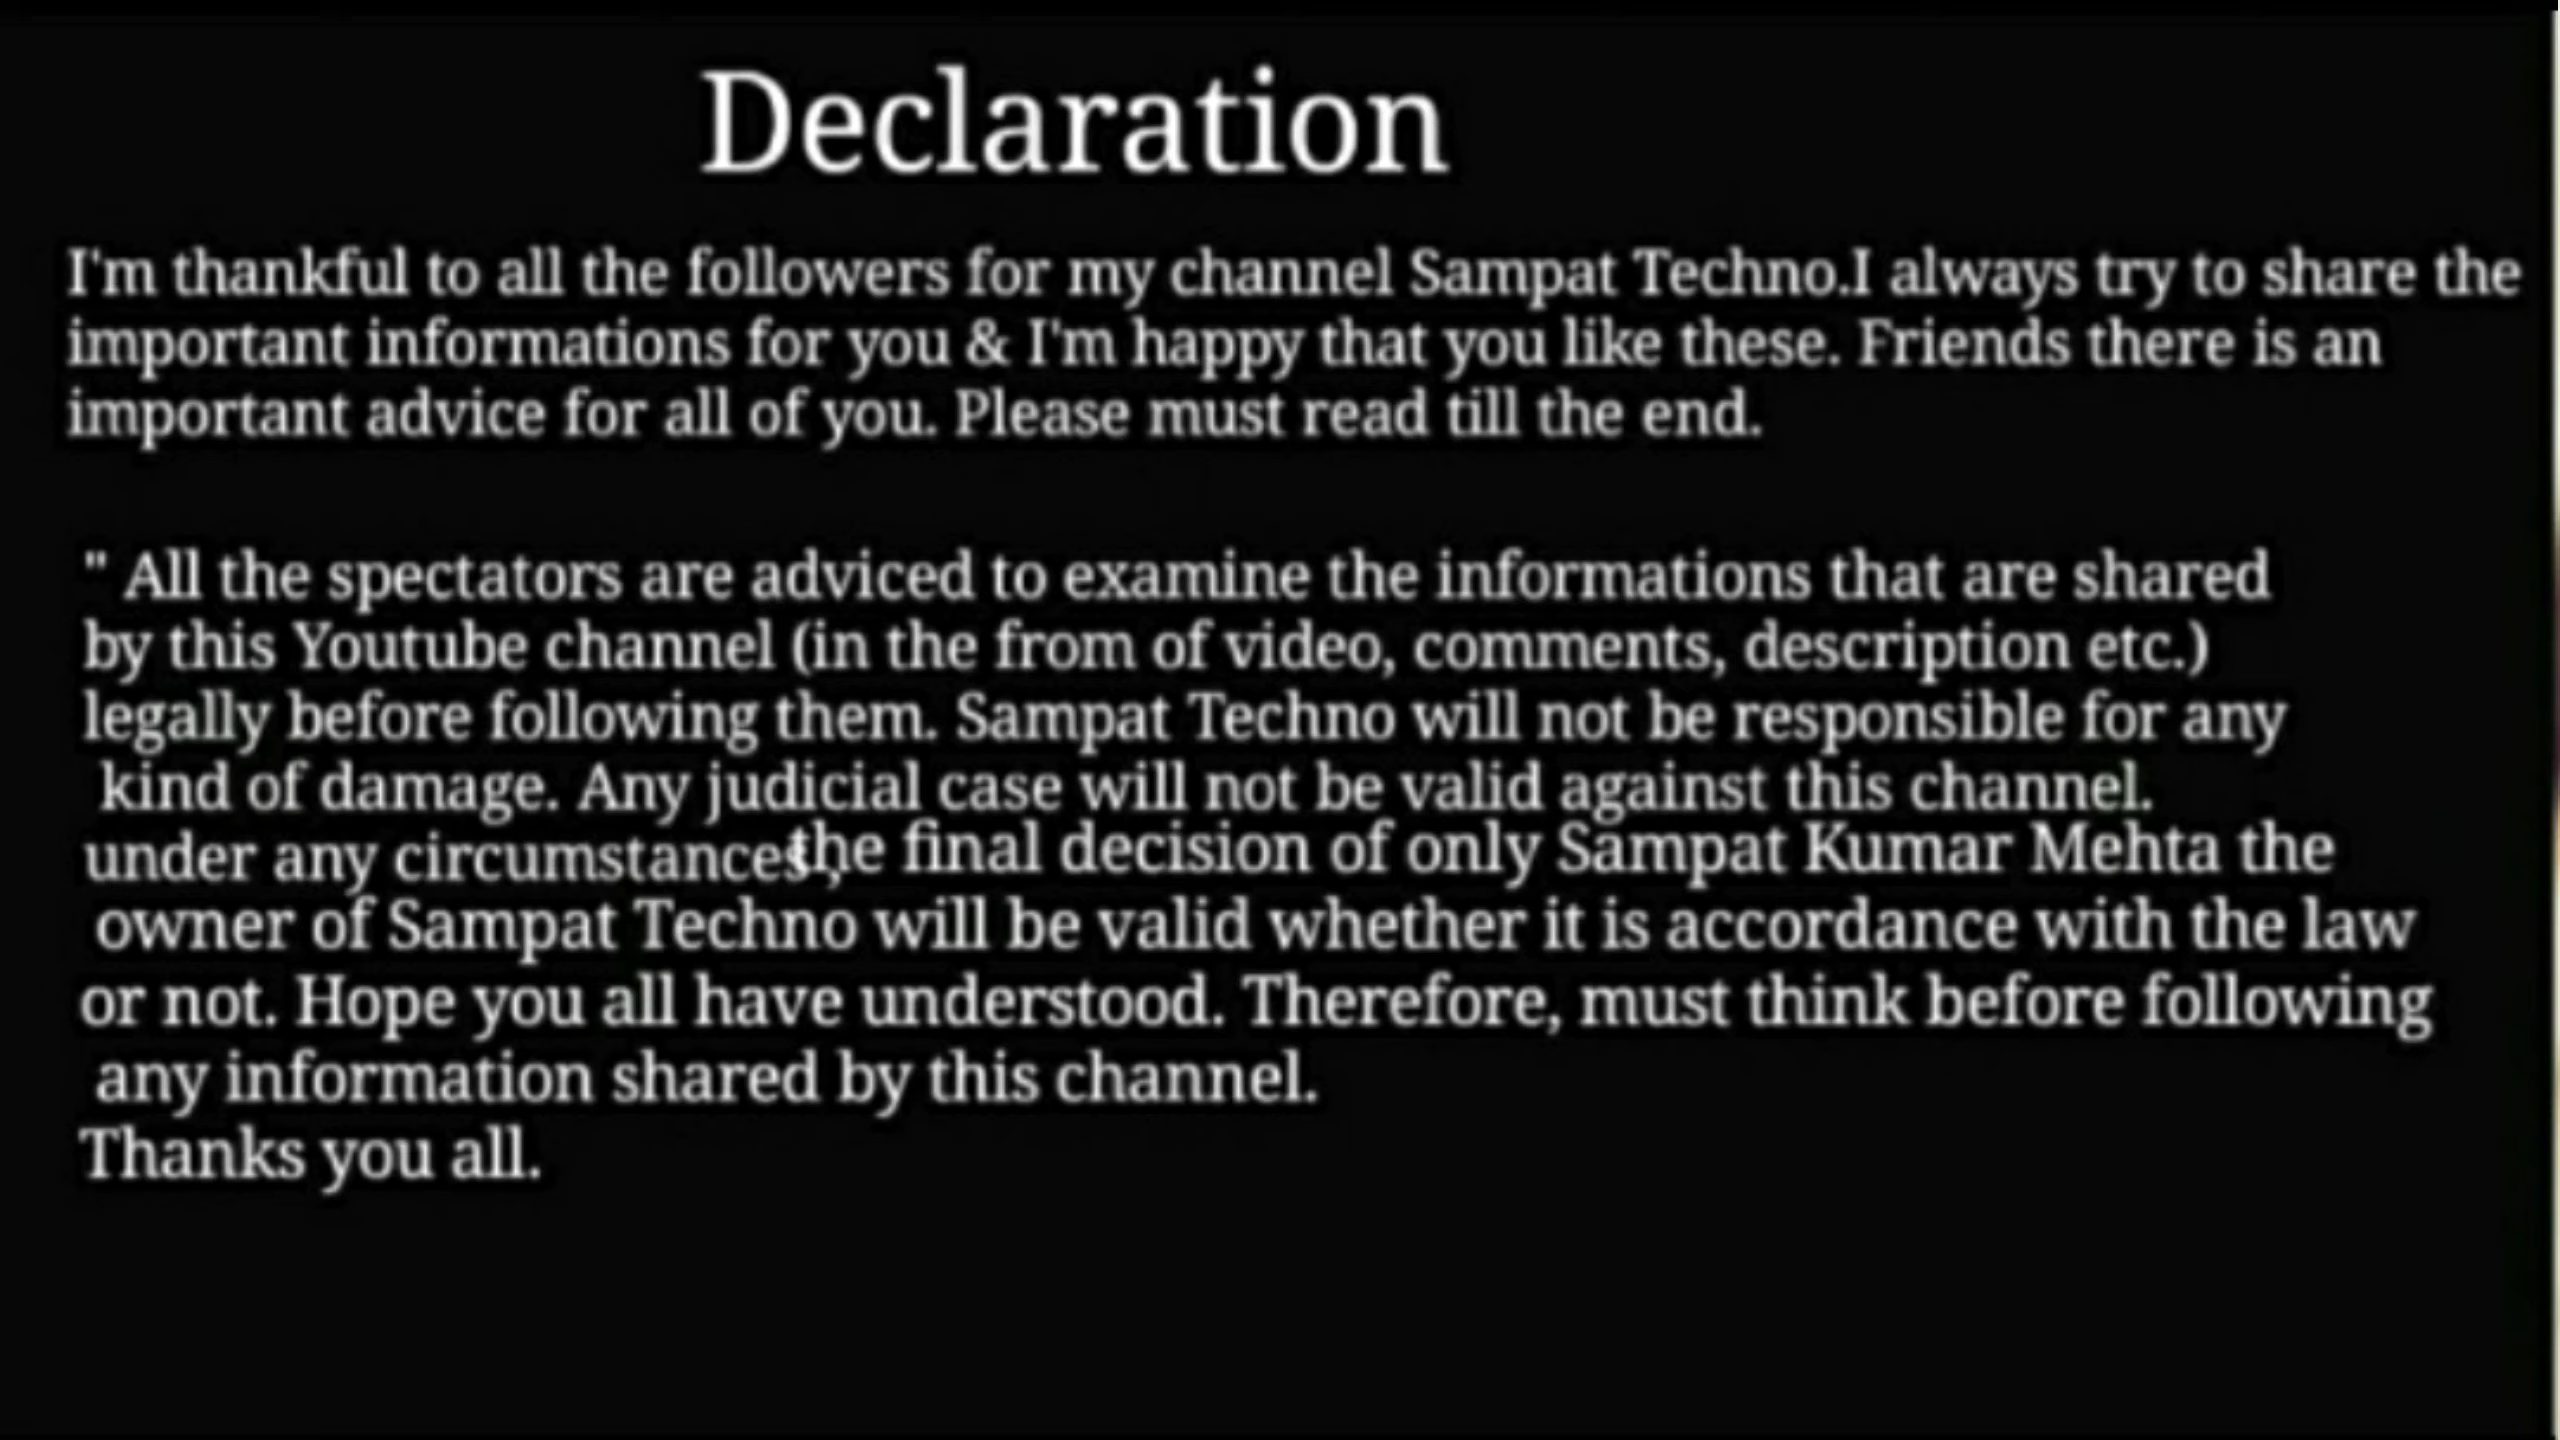 Declaration
I'm thankful to all the followers for my channel Sampat Techno.I always try to share the
important informations for you & I'm happy that you like these. Friends there is an
important advice for all of you. Please must read till the end.
" All the spectators are adviced to examine the informations that are shared
by this Youtube channel (in the from of video, comments, description etc.)
legally before following them. Sampat Techno will not be responsible for any
kind of damage. Any judicial case will not be valid against this channel.
under any circumstances, the final decision of only Sampat Kumar Mehta the
owner of Sampat Techno will be valid whether it is accordance with the law
or not. Hope you all have understood. Therefore, must think before following
any information shared by this channel.
Thanks you all.